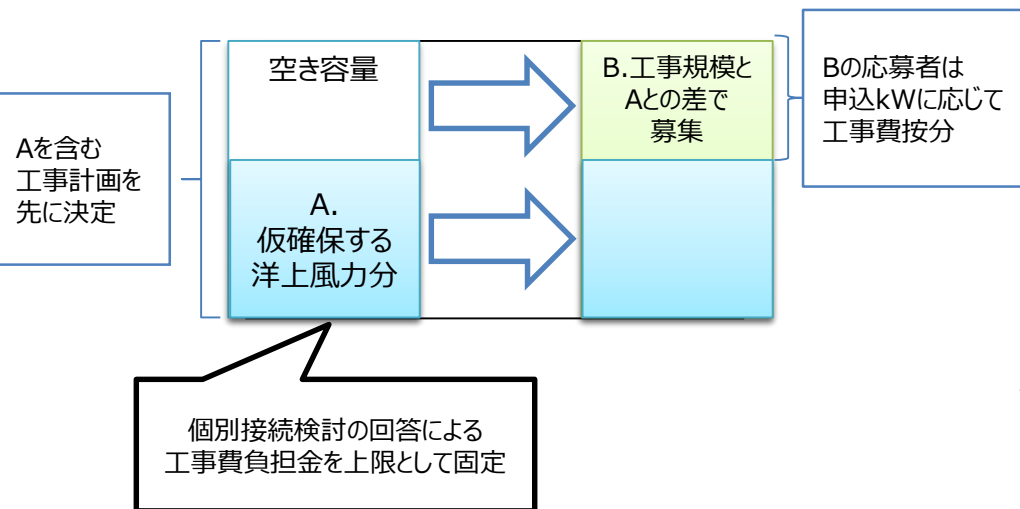 Aを含む
工事計画を
先に決定
空き容量
A.
仮確保する
洋上風力分
B.工事規模と
Aとの差で
募集
Bの応募者は
申込kWに応じて
工事費按分
個別接続検討の回答による
工事費負担金を上限として固定